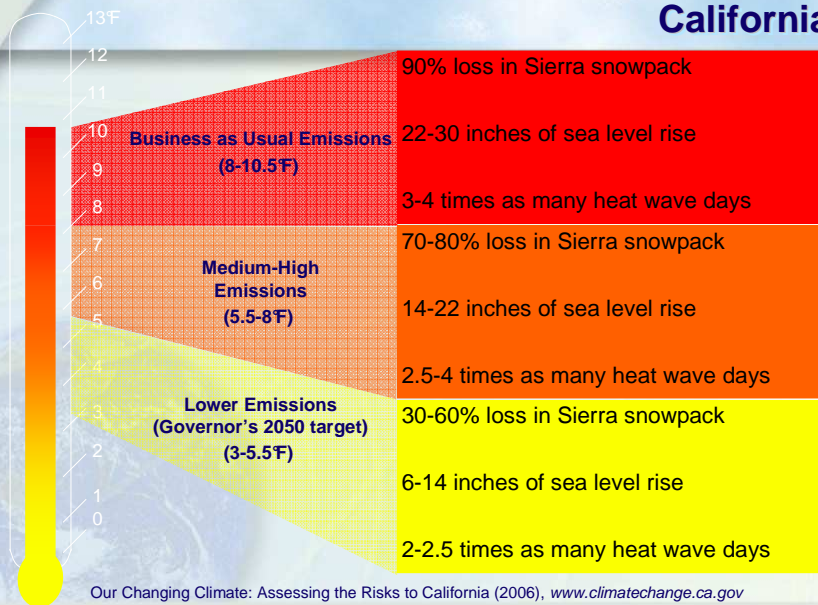 California
13°F
12
11
10
9
8
7
6
5
4
3
2
1
0
Business as Usual Emissions
(8-10.5°F)
90% loss in Sierra snowpack
22-30 inches of sea level rise
3-4 times as many heat wave days
Medium-High
Emissions
(5.5-8°F)
70-80% loss in Sierra snowpack
14-22 inches of sea level rise
2.5-4 times as many heat wave days
Lower Emissions
(Governor’s 2050 target)
(3-5.5°F)
30-60% loss in Sierra snowpack
6-14 inches of sea level rise
2-2.5 times as many heat wave days
Our Changing Climate: Assessing the Risks to California (2006), www.climatechange.ca.gov